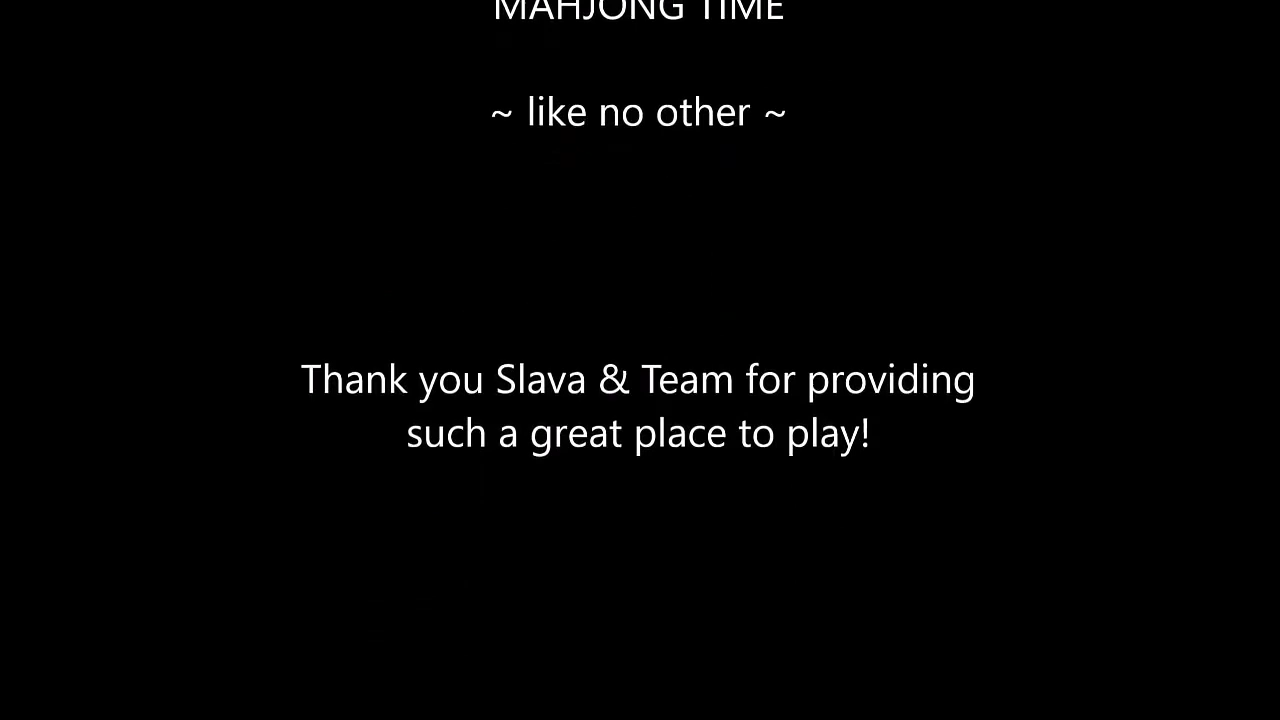 MAHJONG TIME
~ like no other ~
Thank you Slava & Team for providing
such a great place to play!